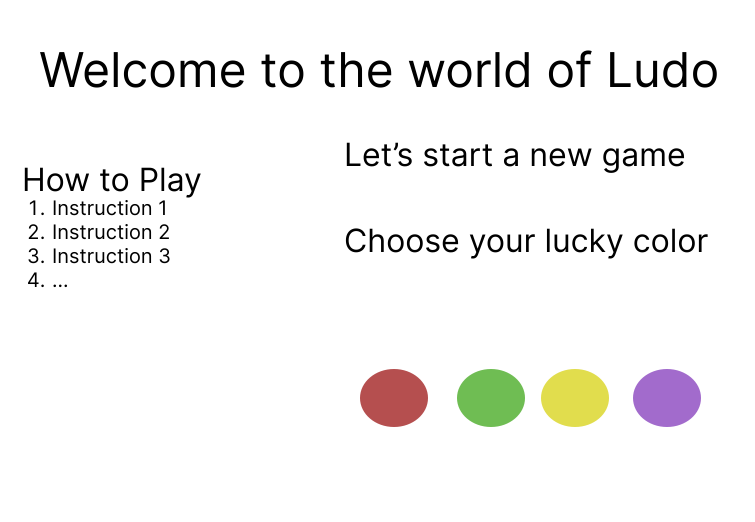 Welcome to the world of Ludo
How to Play
1. Instruction 1
2. Instruction 2
3. Instruction 3
4. ...
Let’s start a new game
Choose your lucky color